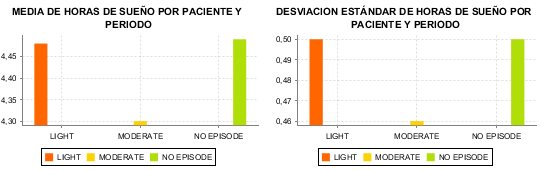 MEDIA DE HORAS DE SUEÑO POR PACIENTE Y
PERIODO
4,45
4,40
4,35
4,30
LIGHT MODERATE NO EPISODE
LIGHT MODERATE NO EPISODE
DESVIACION ESTÁNDAR DE HORAS DE SUEÑO POR
PACIENTE Y PERIODO
0,50
0,49
0,48
0,47
0,46
LIGHT MODERATE NO EPISODE
LIGHT MODERATE NO EPISODE